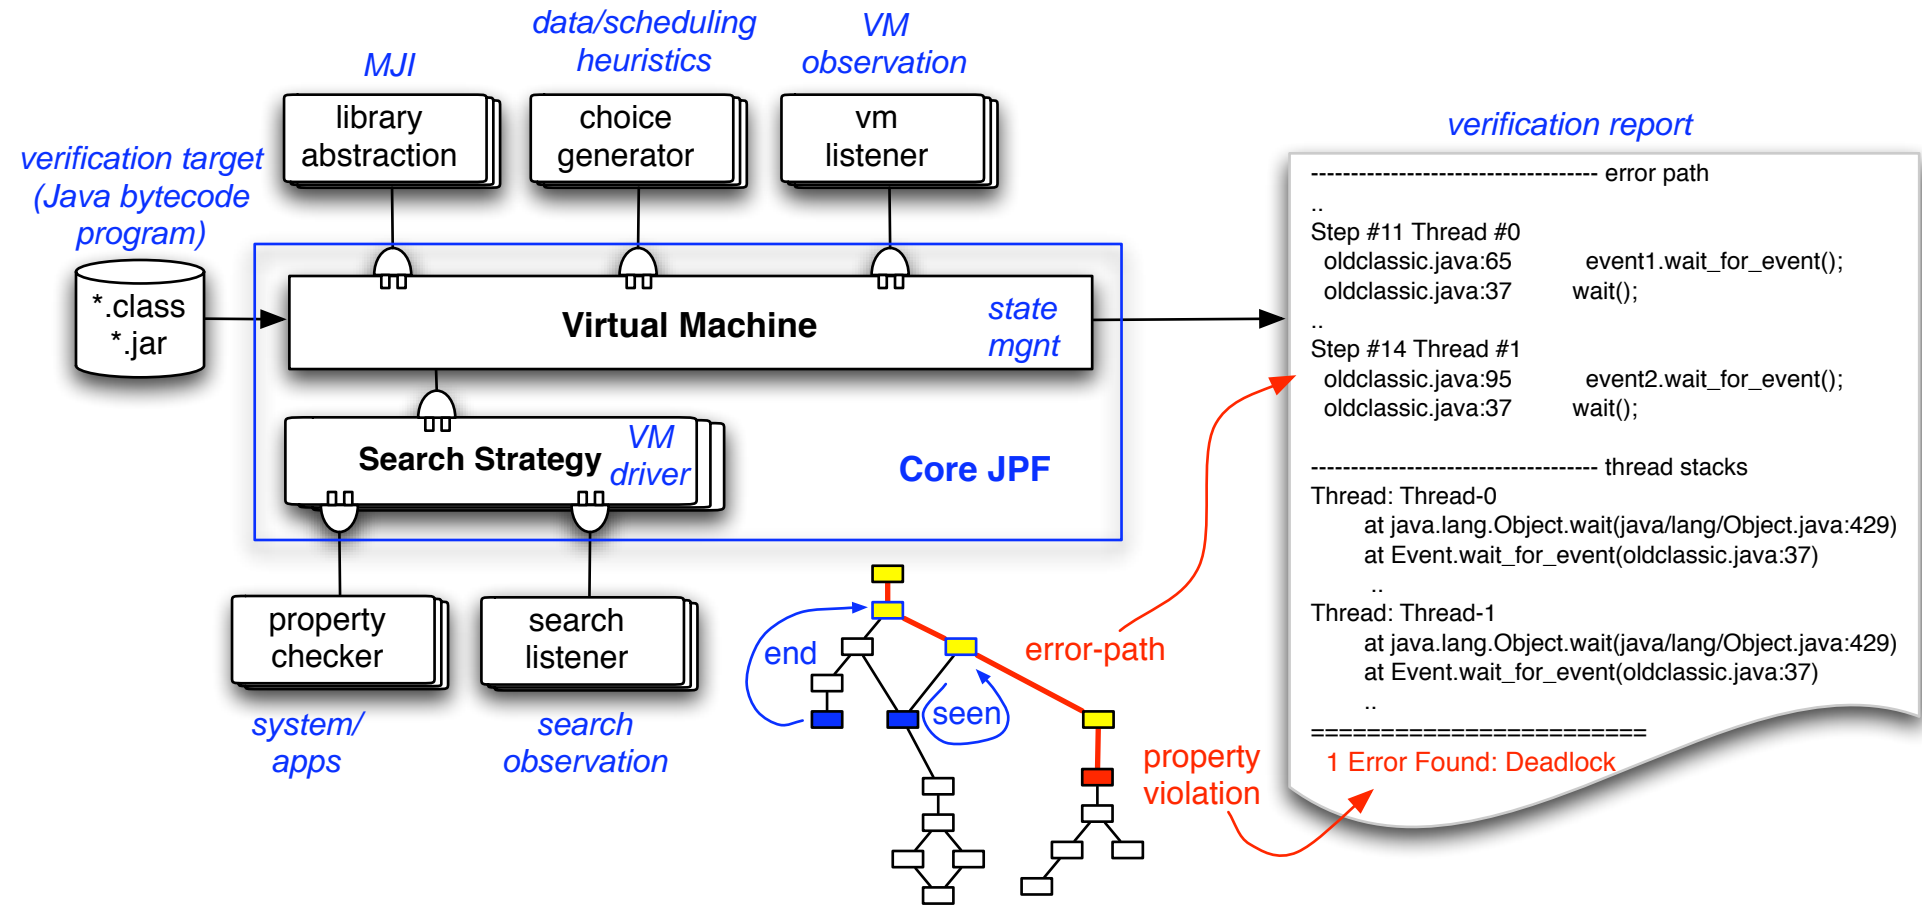 data/scheduling
heuristics
VM
observation
MJI
library
abstraction
choice
generator
vm
listener
verification target
(Java bytecode
program)
*.class
*.jar
Virtual Machine
state
mgnt
Search Strategy
VM
driver
Core JPF
property
checker
search
listener
system/
apps
search
observation
end
seen
error-path
property
violation
verification report
------------------------------------ error path
..
Step #11 Thread #0
oldclassic.java:65 event1.wait_for_event();
oldclassic.java:37 wait();
..
Step #14 Thread #1
oldclassic.java:95 event2.wait_for_event();
oldclassic.java:37 wait();
------------------------------------ thread stacks
Thread: Thread-0
at java.lang.Object.wait(java/lang/Object.java:429)
at Event.wait_for_event(oldclassic.java:37)
..
Thread: Thread-1
at java.lang.Object.wait(java/lang/Object.java:429)
at Event.wait_for_event(oldclassic.java:37)
..
========================
1 Error Found: Deadlock